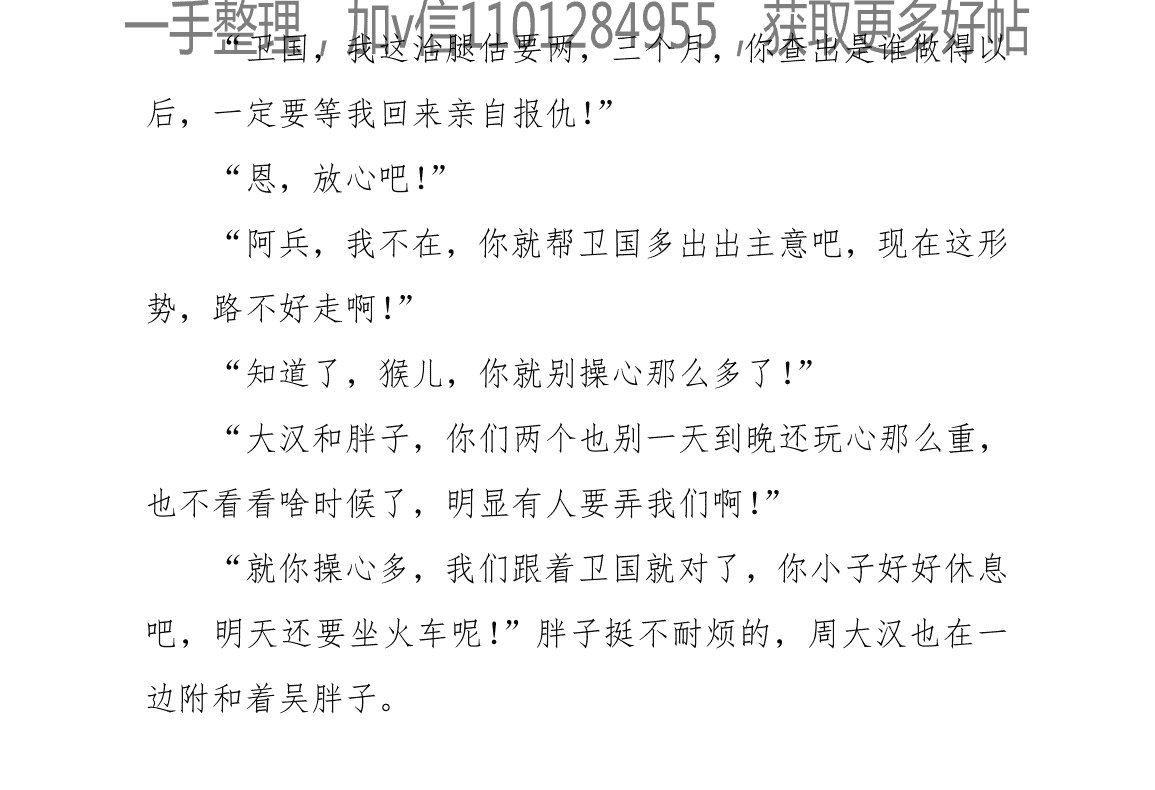 一手整理，加v信1101284955，获取更多好帖
“卫国，我这治腿估要两，三个月，你查出是谁做得以
后，一定要等我回来亲自报仇！”
“恩，放心吧！”
“阿兵，我不在，你就帮卫国多出出主意吧，现在这形
势，路不好走啊！”
“知道了，猴儿，你就别操心那么多了！”
“大汉和胖子，你们两个也别一天到晚还玩心那么重，
也不看看啥时候了，明显有人要弄我们啊！”
“就你操心多，我们跟着卫国就对了，你小子好好休息
吧，明天还要坐火车呢！”胖子挺不耐烦的，周大汉也在一
边附和着吴胖子。